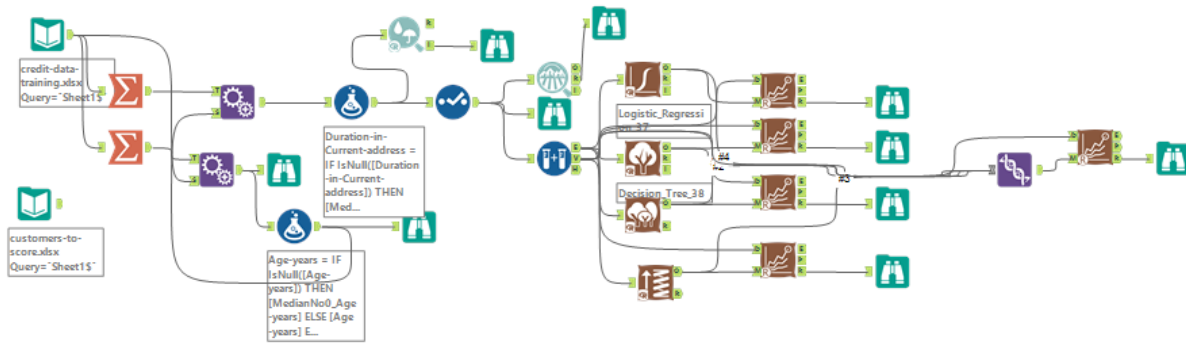 credit-data-
training.xlsx
Query=`Sheet1$
customers-to-
score.xlsx
Query=`Sheet1$`
Duration-in-
Current-address =
IF IsNull([Duration
-in-Current-
address]) THEN
[Med...
Age-years = IF
IsNull([Age-
years]) THEN
[MedianNo0_Age
-years] ELSE [Age
-years] E...
Logistic_Regressi
on_37
Decision_Tree_38
#4
#2
#3